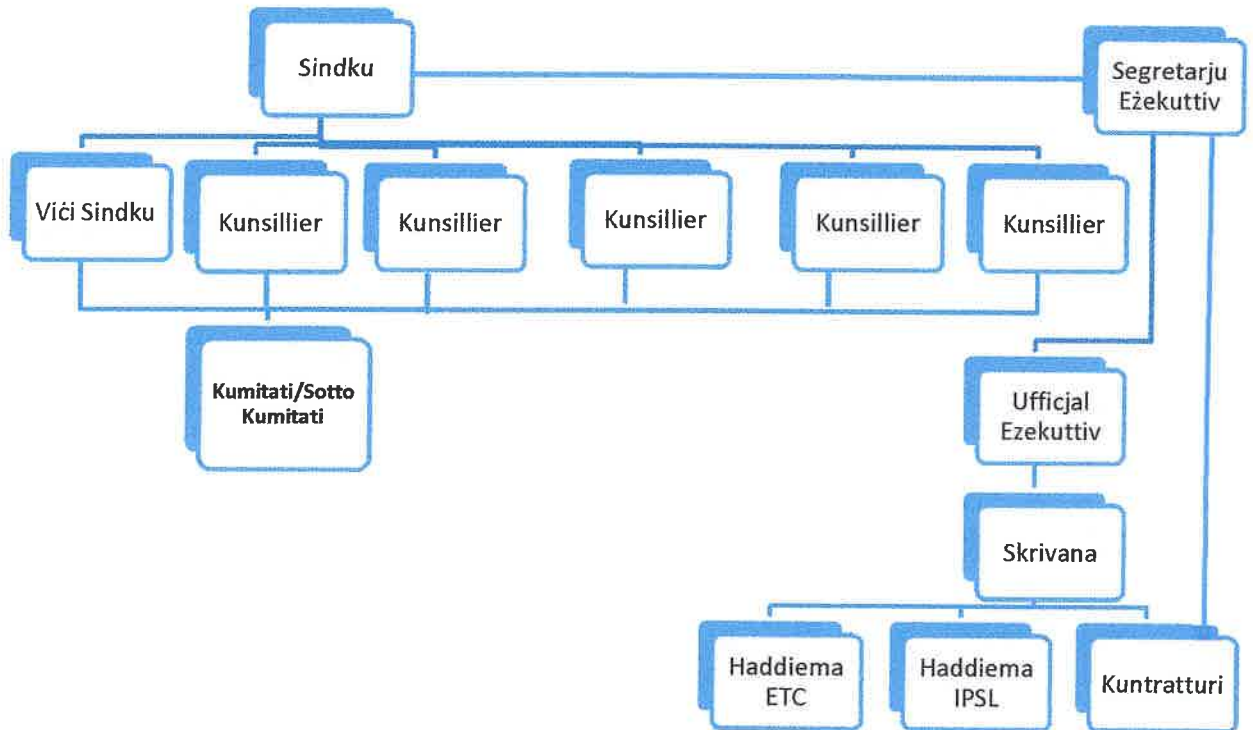 Sindku
Segretarju
Eżekuttiv
Viċi Sindku
Kunsillier
Kunsillier
Kunsillier
Kunsillier
Kunsillier
Kumitati/Sotto
Kumitati
Ufficjal
Ezekuttiv
Skrivana
Haddiema
ETC
Haddiema
IPSL
Kuntratturi